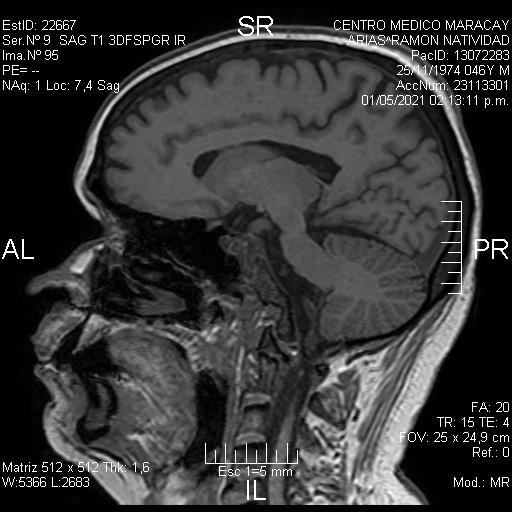 EstID: 22667
Ser.Nº 9 SAG T1 3DFSPGR IR
Ima.Nº 95
PE= --
NAq: 1 Loc: 7,4 Sag
SR
CENTRO MEDICO MARACAY
ARIAS^RAMON NATIVIDAD
PacID: 13072283
25/11/1974 046Y M
AccNum: 23113301
01/05/2021 02:13:11 p.m.
AL
PR
FA: 20
TR: 15 TE: 4
FOV: 25 x 24,9 cm
Ref.: 0
Mod.: MR
Matriz 512 x 512 Thk: 1,6
W:5366 L:2683
Esc 1=5 mm
IL